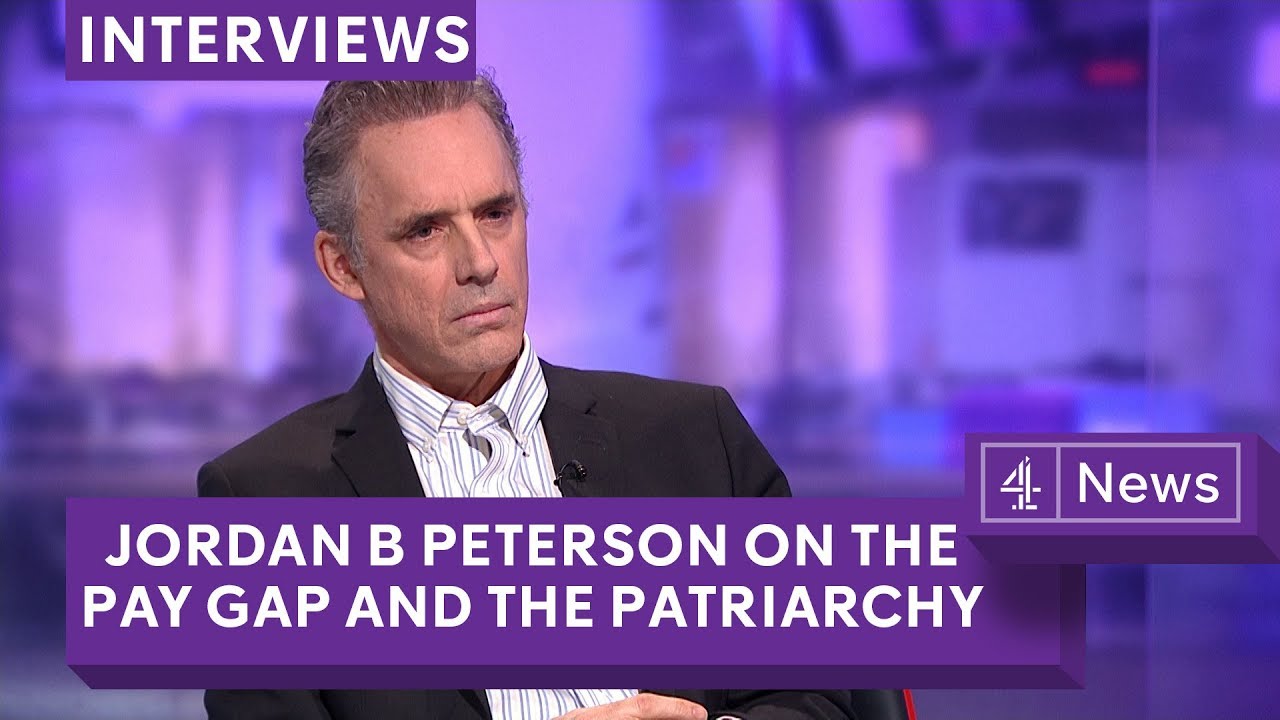 INTERVIEWS
4 News
JORDAN B PETERSON ON THE
PAY GAP AND THE PATRIARCHY